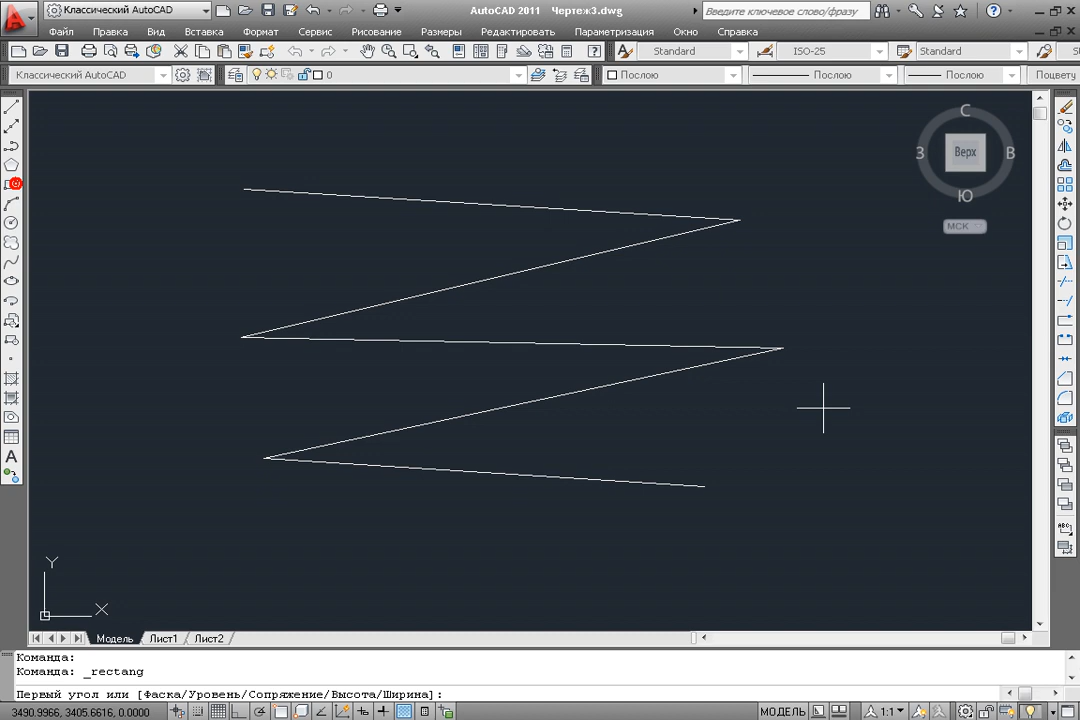 Классический AutoCAD
AutoCAD 2011 Чертеж3.dwg
Введите ключевое слово/фразу
Файл Правка Вид Вставка Формат Сервис Рисование Размеры Редактировать Параметризация Окно Справка
Standard ISO-25 Standard
Классический AutoCAD 0 Послою Послою Послою Поцвету
С
З Верх В
Ю
МСК
Y
X
Модель Лист1 Лист2
Команда:
Команда: _rectang
Первый угол или [Фаска/Уровень/Сопряжение/Высота/Ширина]:
3490.9966, 3405.6616, 0.0000 МОДЕЛЬ 1:1